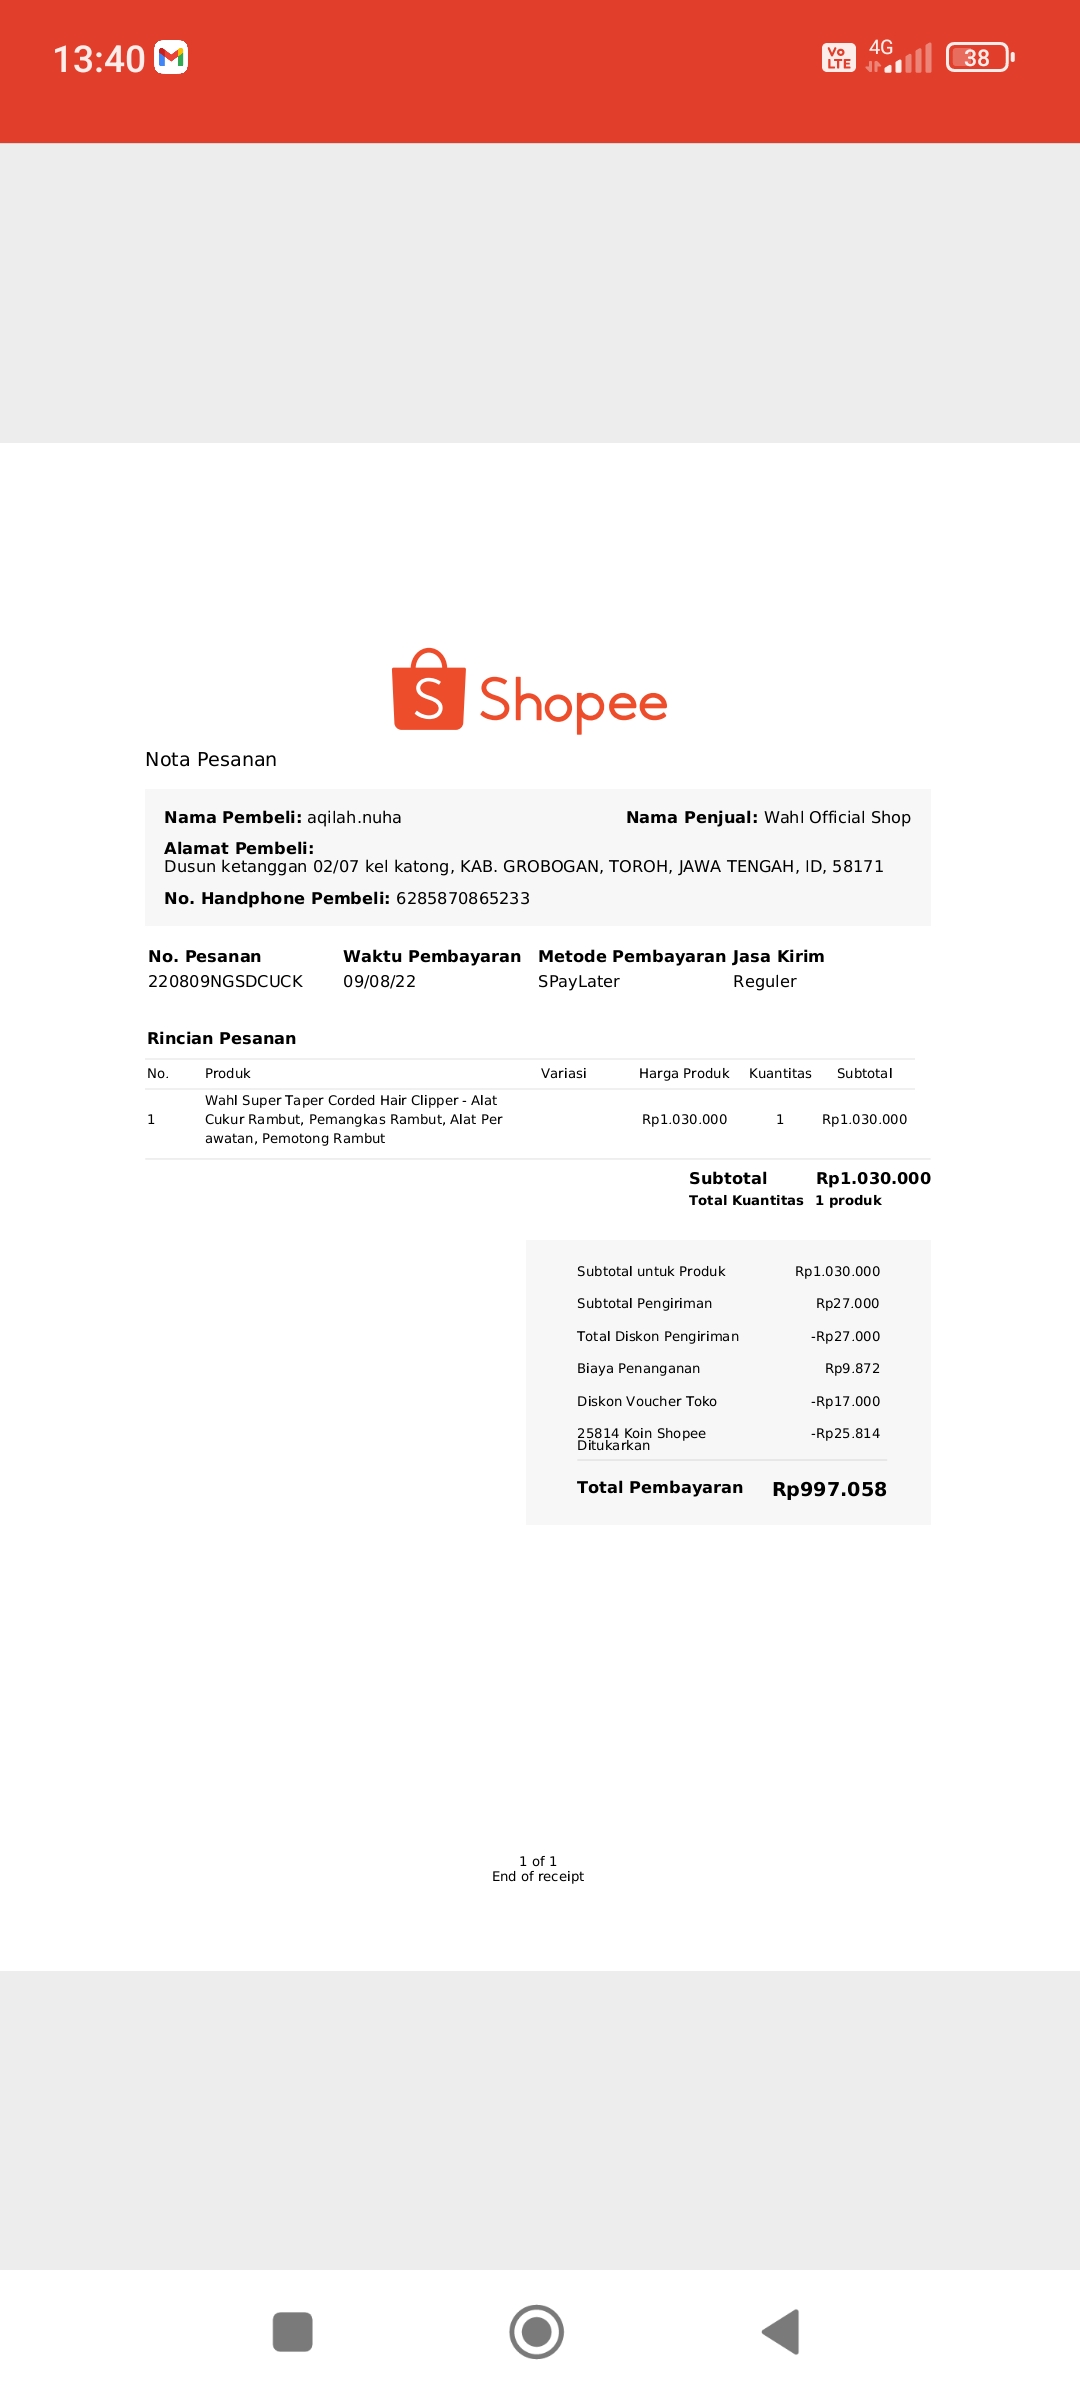 13:40
Vo LTE 4G 38
S Shopee
Nota Pesanan
Nama Pembeli: aqilah.nuha Nama Penjual: Wahl Official Shop
Alamat Pembeli:
Dusun ketanggan 02/07 kel katong, KAB. GROBOGAN, TOROH, JAWA TENGAH, ID, 58171
No. Handphone Pembeli: 6285870865233
No. Pesanan Waktu Pembayaran Metode Pembayaran Jasa Kirim
220809NGSDCUCK 09/08/22 SPayLater Reguler
Rincian Pesanan
No. Produk Variasi Harga Produk Kuantitas Subtotal
Wahl Super Taper Corded Hair Clipper - Alat
1 Cukur Rambut, Pemangkas Rambut, Alat Per Rp1.030.000 1 Rp1.030.000
awatan, Pemotong Rambut
Subtotal Rp1.030.000
Total Kuantitas 1 produk
Subtotal untuk Produk Rp1.030.000
Subtotal Pengiriman Rp27.000
Total Diskon Pengiriman -Rp27.000
Biaya Penanganan Rp9.872
Diskon Voucher Toko -Rp17.000
25814 Koin Shopee -Rp25.814
Ditukarkan
Total Pembayaran Rp997.058
1 of 1
End of receipt